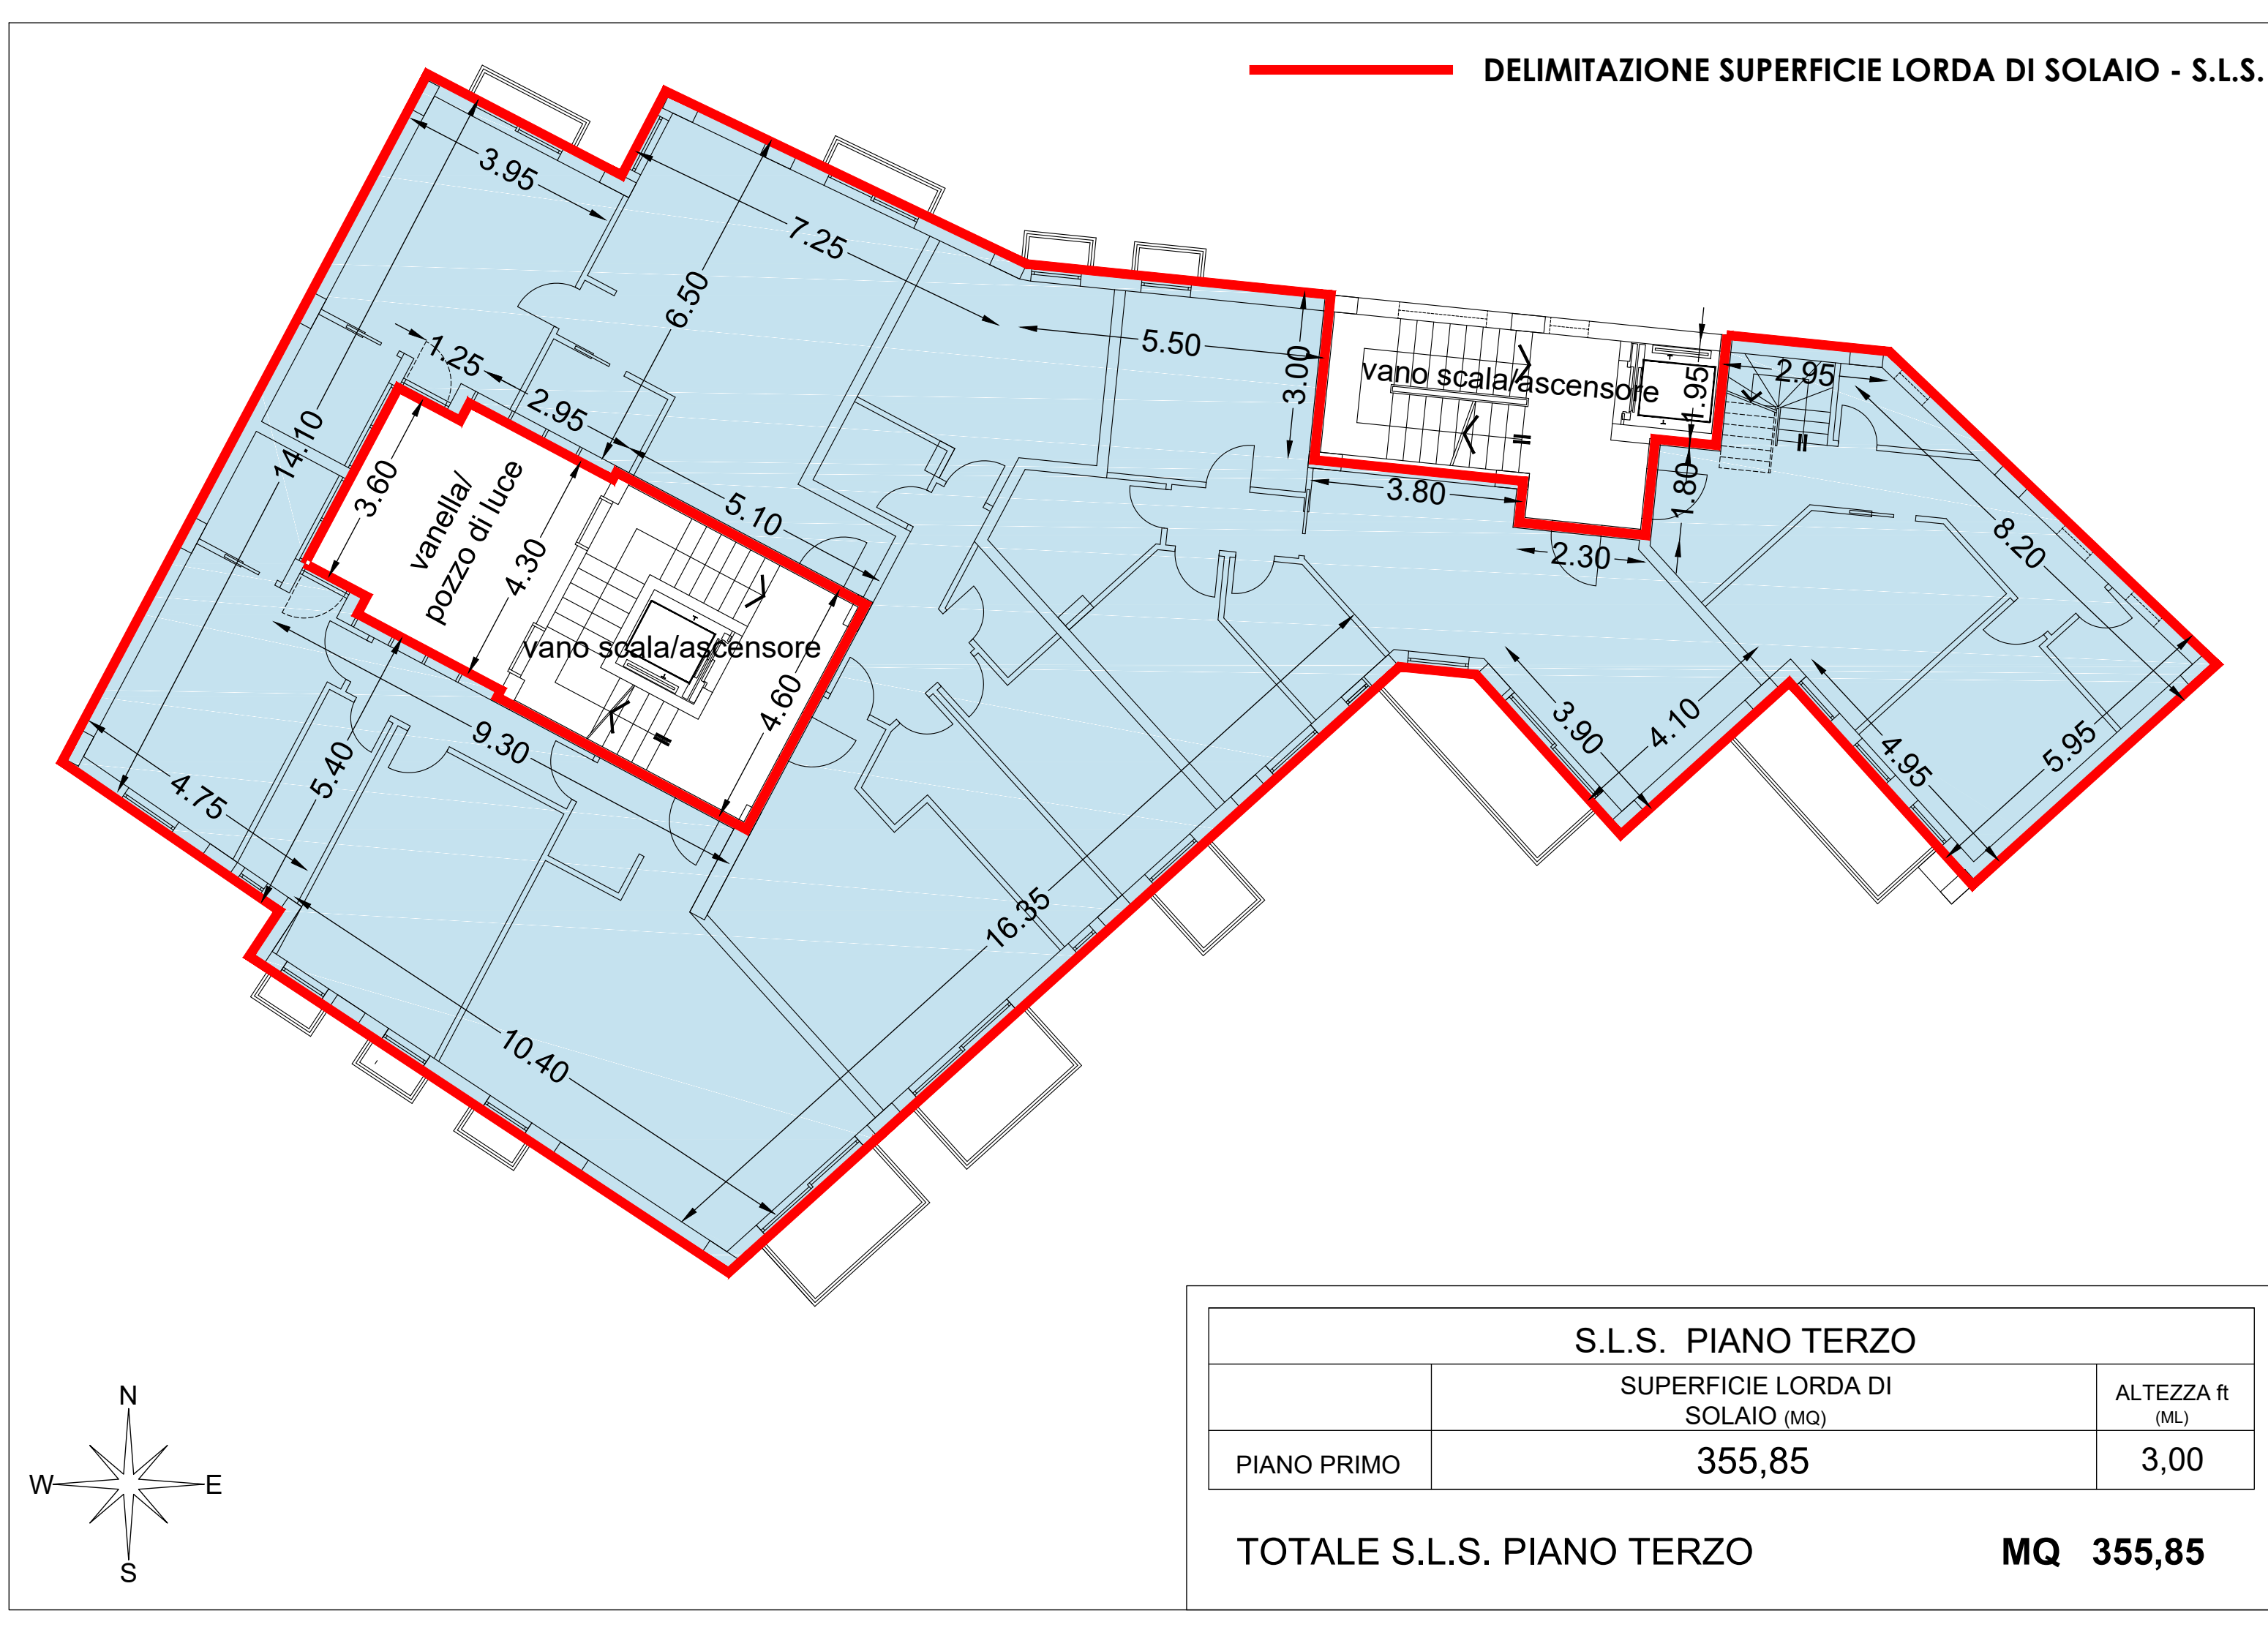 DELIMITAZIONE SUPERFICIE LORDA DI SOLAIO - S.L.S.
3.95
7.25
6.50
5.50
3.00
vano scala/ascensore
1.95
2.95
1.25
2.95
14.10
3.60
vanella/
pozzo di luce
4.30
5.10
3.80
1.80
2.30
8.20
vano scala/ascensore
4.60
9.30
5.40
4.75
3.90
4.10
4.95
5.95
16.35
10.40
S.L.S. PIANO TERZO
SUPERFICIE LORDA DI
SOLAIO (MQ)
ALTEZZA ft
(ML)
PIANO PRIMO
355,85
3,00
TOTALE S.L.S. PIANO TERZO
MQ 355,85
N
W
E
S